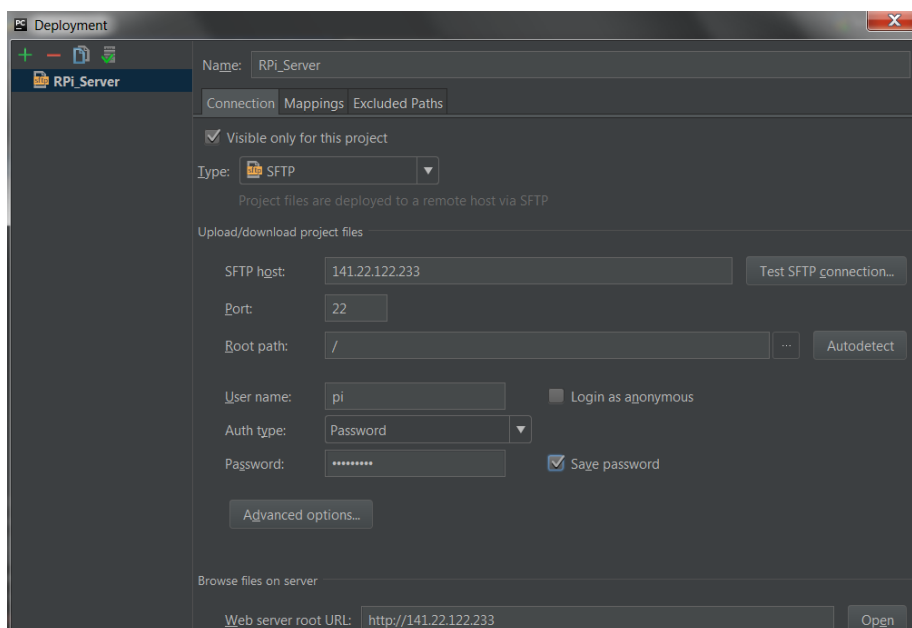 PC Deployment
X
RPi_Server
Name: RPi_Server
Connection Mappings Excluded Paths
Visible only for this project
Type: SFTP
Project files are deployed to a remote host via SFTP
Upload/download project files
SFTP host: 141.22.122.233 Test SFTP connection...
Port: 22
Root path: / ... Autodetect
User name: pi Login as anonymous
Auth type: Password
Password: ••••••••• Save password
Advanced options...
Browse files on server
Web server root URL: http://141.22.122.233 Open